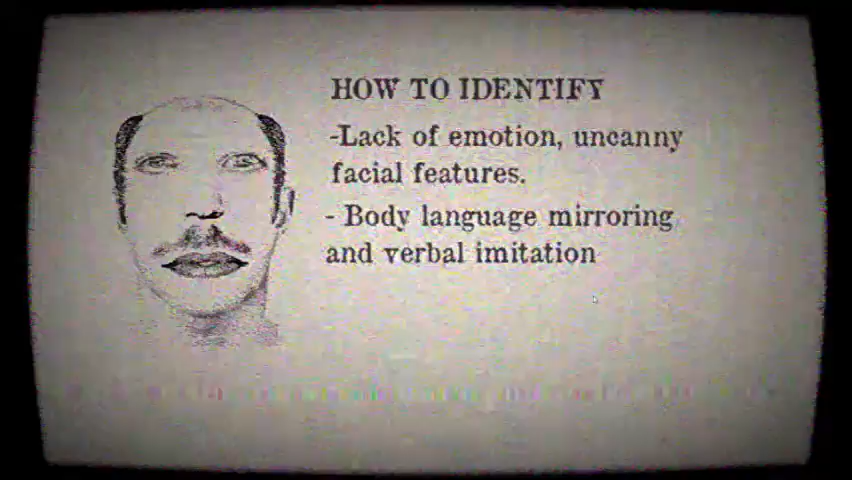 HOW TO IDENTIFY
-Lack of emotion, uncanny
facial features.
- Body language mirroring
and verbal imitation